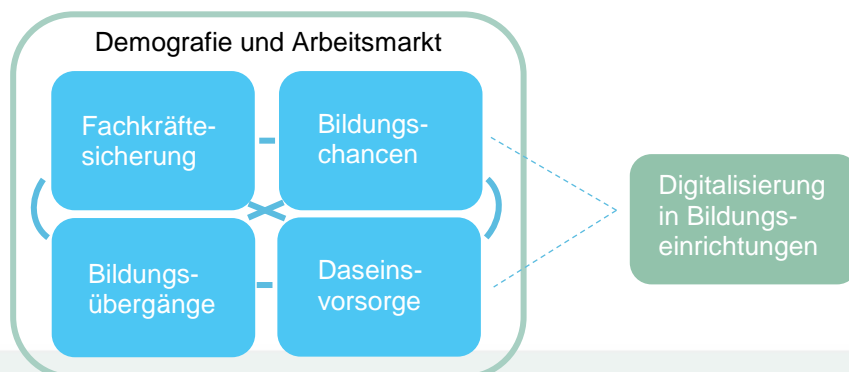 Demografie und Arbeitsmarkt
Fachkräfte-
sicherung
Bildungs-
chancen
Bildungs-
übergänge
Daseins-
vorsorge
Digitalisierung
in Bildungs-
einrichtungen